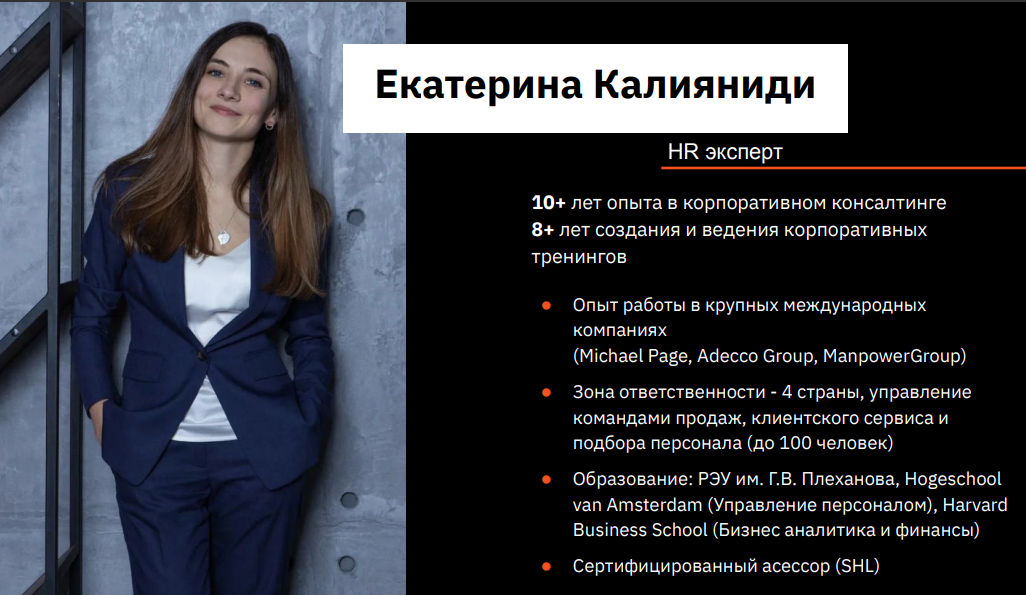 Екатерина Калияниди
HR эксперт
10+ лет опыта в корпоративном консалтинге
8+ лет создания и ведения корпоративных
тренингов
Опыт работы в крупных международных
компаниях
(Michael Page, Adecco Group, ManpowerGroup)
Зона ответственности - 4 страны, управление
командами продаж, клиентского сервиса и
подбора персонала (до 100 человек)
Образование: РЭУ им. Г.В. Плеханова, Hogeschool
van Amsterdam (Управление персоналом), Harvard
Business School (Бизнес аналитика и финансы)
Сертифицированный асессор (SHL)